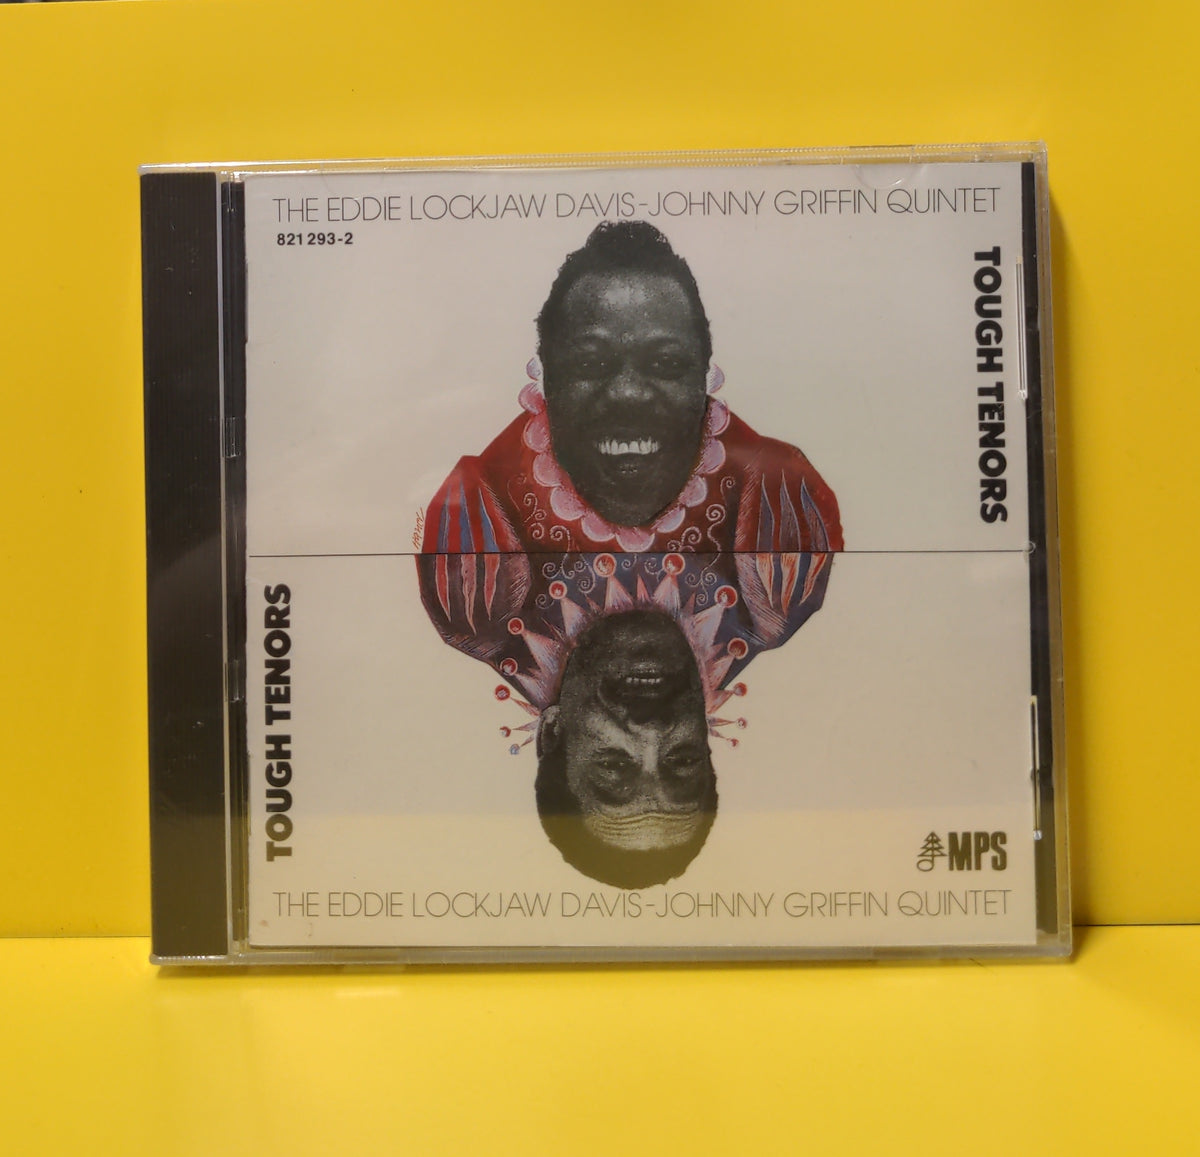 THE EDDIE LOCKJAW DAVIS-JOHNNY GRIFFIN QUINTET
821 293-2
TOUGH TENORS
TOUGH TENORS
MPS
THE EDDIE LOCKJAW DAVIS-JOHNNY GRIFFIN QUINTET